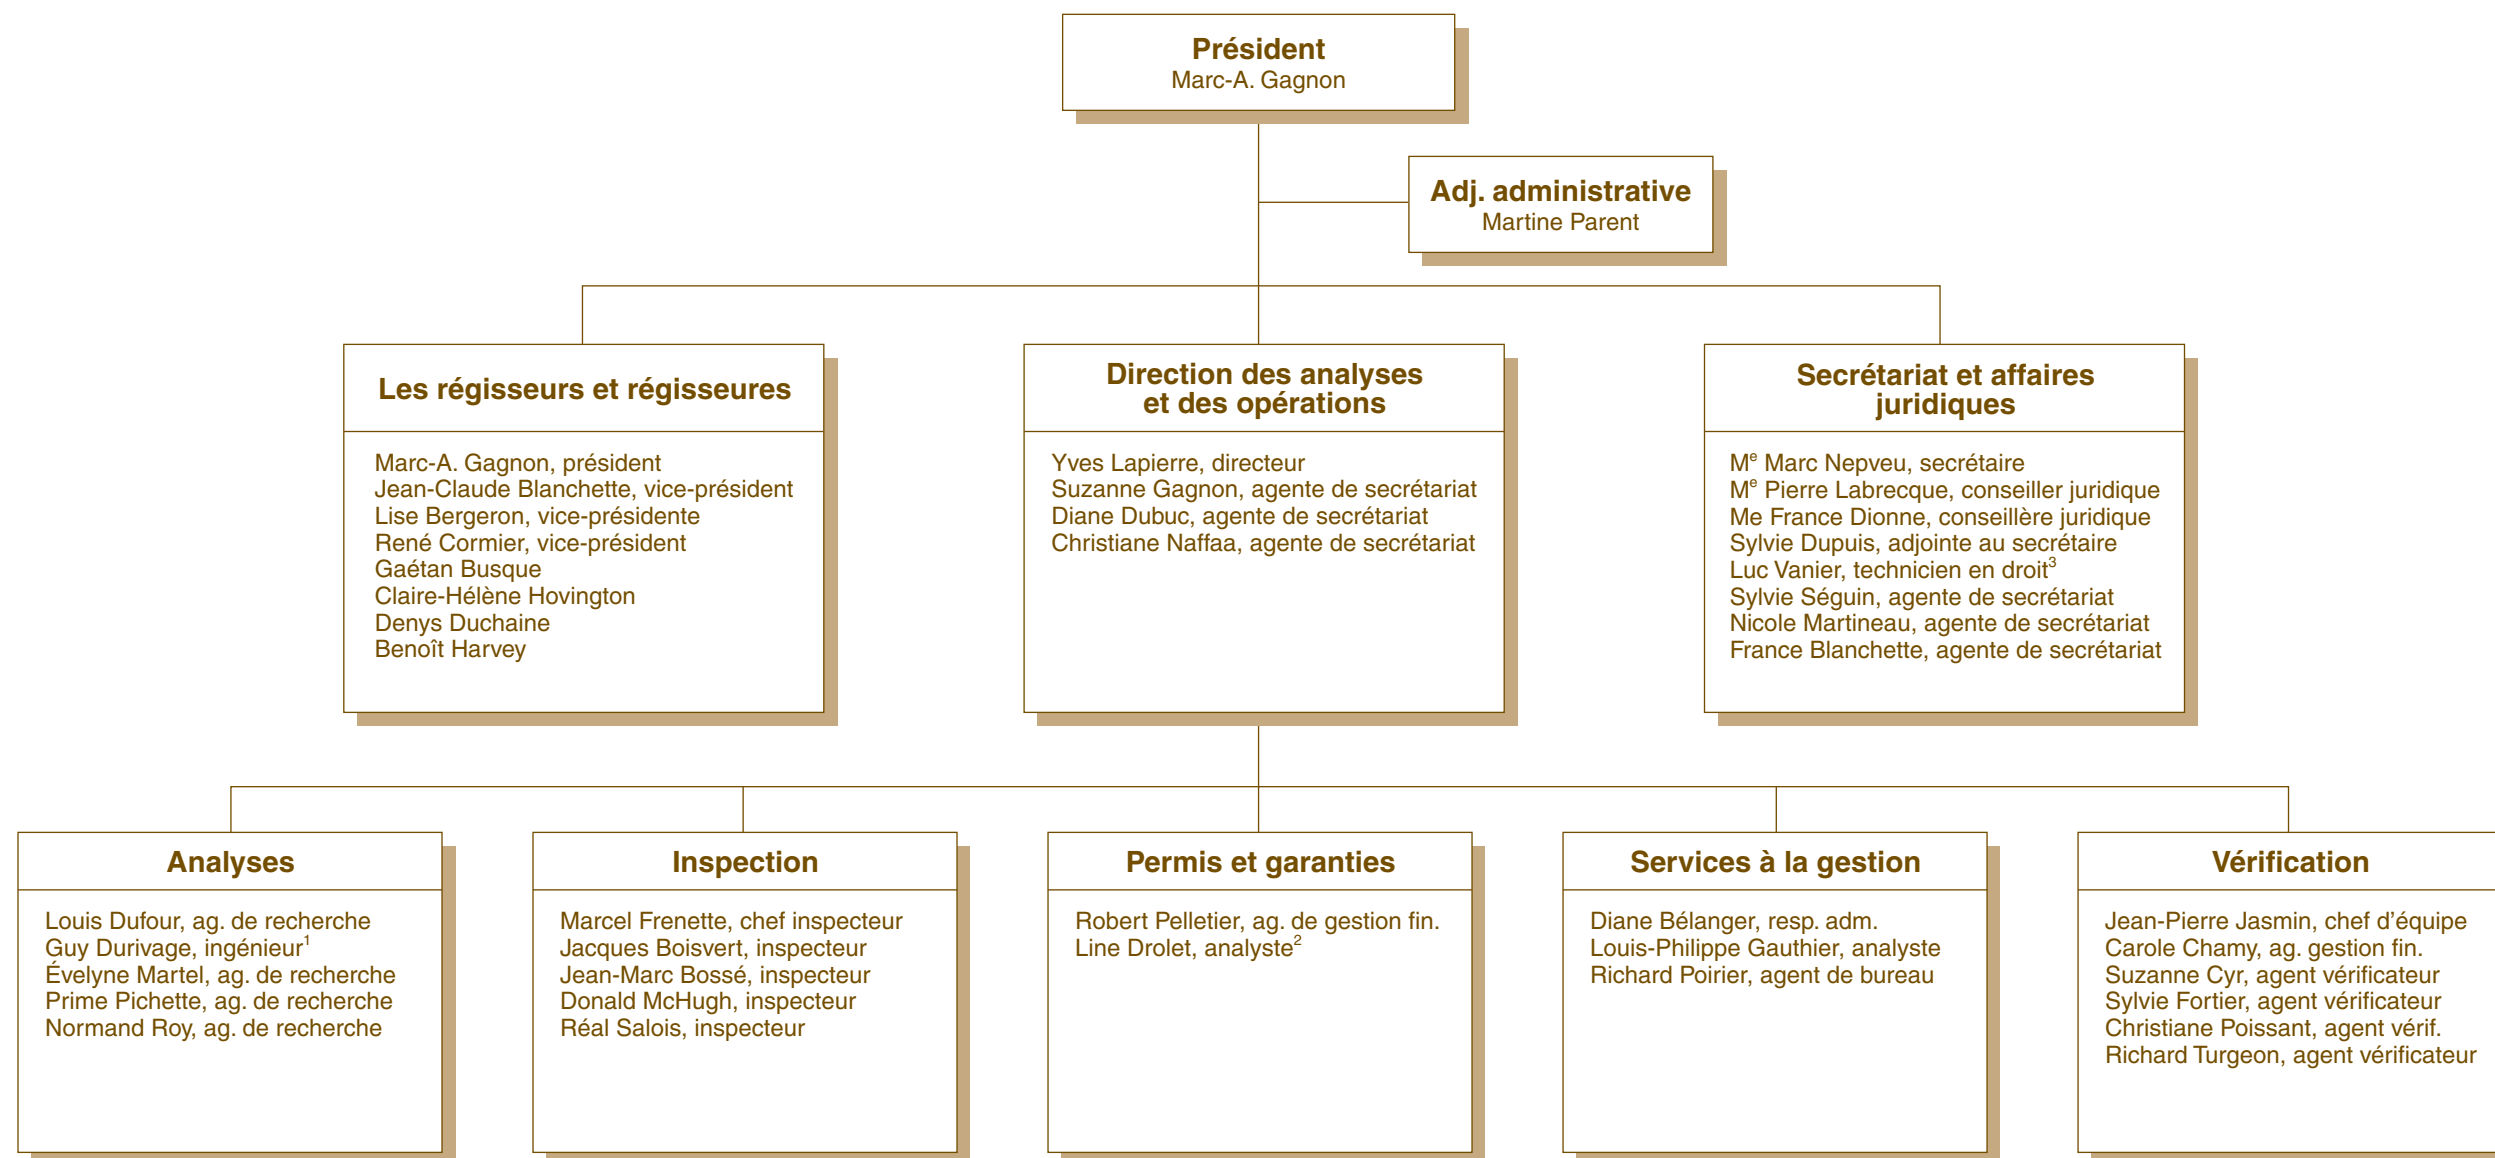 Président
Marc-A. Gagnon
Adj. administrative
Martine Parent
Les régisseurs et régisseures
Marc-A. Gagnon, président
Jean-Claude Blanchette, vice-président
Lise Bergeron, vice-présidente
René Cormier, vice-président
Gaétan Busque
Claire-Hélène Hovington
Denys Duchaine
Benoît Harvey
Direction des analyses
et des opérations
Yves Lapierre, directeur
Suzanne Gagnon, agente de secrétariat
Diane Dubuc, agente de secrétariat
Christiane Naffaa, agente de secrétariat
Secrétariat et affaires
juridiques
Mᵉ Marc Nepveu, secrétaire
Mᵉ Pierre Labrecque, conseiller juridique
Me France Dionne, conseillère juridique
Sylvie Dupuis, adjointe au secrétaire
Luc Vanier, technicien en droit³
Sylvie Séguin, agente de secrétariat
Nicole Martineau, agente de secrétariat
France Blanchette, agente de secrétariat
Analyses
Louis Dufour, ag. de recherche
Guy Durivage, ingénieur¹
Évelyne Martel, ag. de recherche
Prime Pichette, ag. de recherche
Normand Roy, ag. de recherche
Inspection
Marcel Frenette, chef inspecteur
Jacques Boisvert, inspecteur
Jean-Marc Bossé, inspecteur
Donald McHugh, inspecteur
Réal Salois, inspecteur
Permis et garanties
Robert Pelletier, ag. de gestion fin.
Line Drolet, analyste²
Services à la gestion
Diane Bélanger, resp. adm.
Louis-Philippe Gauthier, analyste
Richard Poirier, agent de bureau
Vérification
Jean-Pierre Jasmin, chef d'équipe
Carole Chamy, ag. gestion fin.
Suzanne Cyr, agent vérificateur
Sylvie Fortier, agent vérificateur
Christiane Poissant, agent vérif.
Richard Turgeon, agent vérificateur